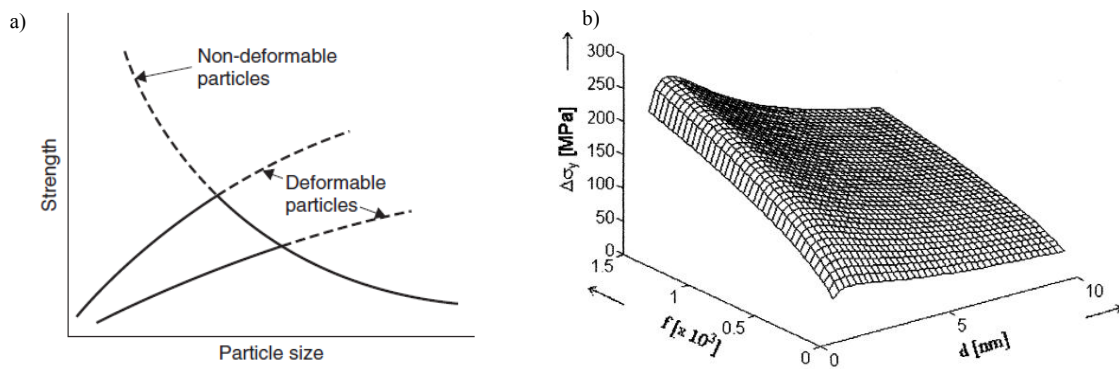 a)
Non-deformable
particles
Deformable
particles
Strength
Particle size
b)
Δσy [MPa]
300
250
200
150
100
50
0
1.5
1
0.5
0
f [x 10³]
0
5
10
d [nm]